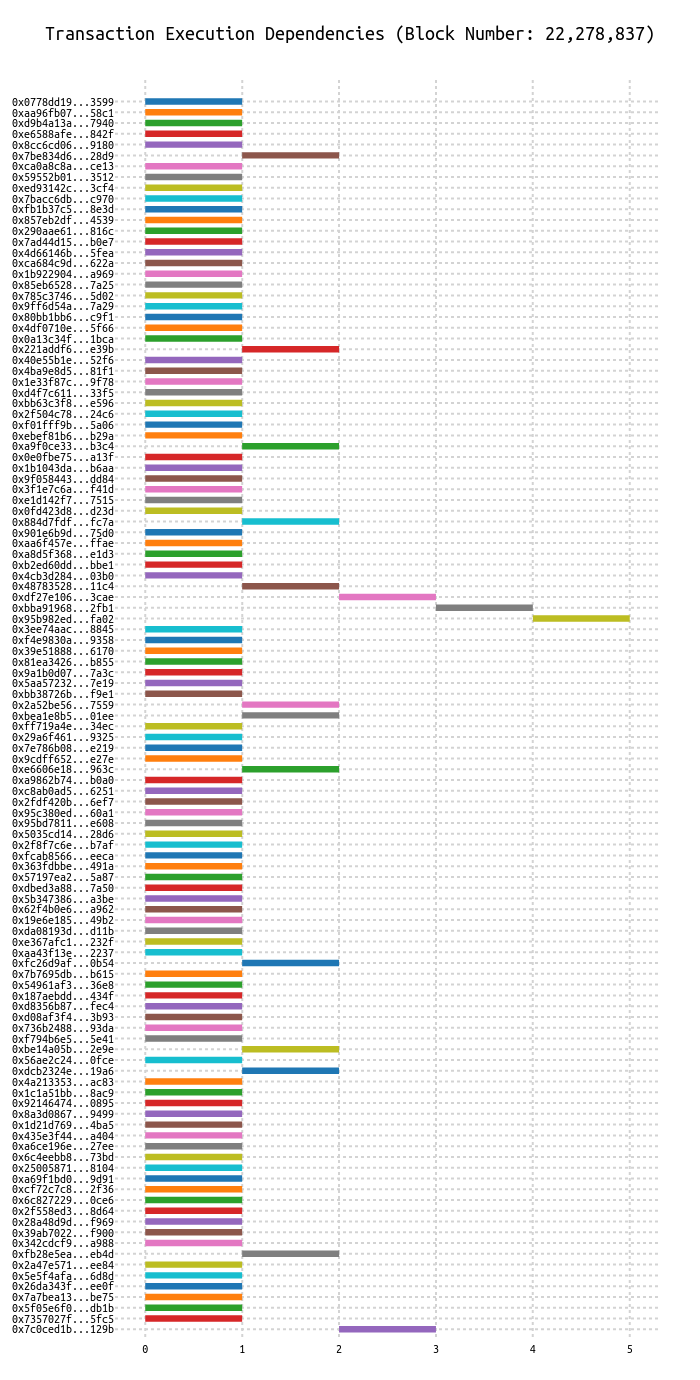 Transaction Execution Dependencies (Block Number: 22,278,837)
0x0778dd19...3599
0xaa96fb07...58c1
0xd9b4a13a...7940
0xe6588afe...842f
0x8cc6cd06...9180
0x7be834d6...28d9
0xca0a8c8a...ce13
0x59552b01...3512
0xed93142c...3cf4
0x7bacc6db...c970
0xfb1b37c5...8e3d
0x857eb2df...4539
0x290aae61...816c
0x7ad44d15...b0e7
0x4d66146b...5fea
0xca684c9d...622a
0x1b922904...a969
0x85eb6528...7a25
0x785c3746...5d02
0x9ff6d54a...7a29
0x80bb1bb6...c9f1
0x4df0710e...5f66
0x0a13c34f...1bca
0x221addf6...e39b
0x40e55b1e...52f6
0x4ba9e8d5...81f1
0x1e33f87c...9f78
0xd4f7c611...33f5
0xbb63c3f8...e596
0x2f504c78...24c6
0xf01fff9b...5a06
0xebef81b6...b29a
0xa9f0ce33...b3c4
0x0e0fbe75...a13f
0x1b1043da...b6aa
0x9f058443...dd84
0x3f1e7c6a...f41d
0xe1d142f7...7515
0x0fd423d8...d23d
0x884d7fdf...fc7a
0x901e6b9d...75d0
0xaa6f457e...ffae
0xa8d5f368...e1d3
0xb2ed60dd...bbe1
0x4cb3d284...03b0
0x48783528...11c4
0xdf27e106...3cae
0xbba91968...2fb1
0x95b982ed...fa02
0x3ee74aac...8845
0xf4e9830a...9358
0x39e51888...6170
0x81ea3426...b855
0x9a1b0d07...7a3c
0x5aa57232...7e19
0xbb38726b...f9e1
0x2a52be56...7559
0xbea1e8b5...01ee
0xff719a4e...34ec
0x29a6f461...9325
0x7e786b08...e219
0x9cdff652...e27e
0xe6606e18...963c
0xa9862b74...b0a0
0xc8ab0ad5...6251
0x2fdf420b...6ef7
0x95c380ed...60a1
0x95bd7811...e608
0x5035cd14...28d6
0x2f8f7c6e...b7af
0xfcab8566...eeca
0x363fdbbe...491a
0x57197ea2...5a87
0xdbed3a88...7a50
0x5b347386...a3be
0x62f4b0e6...a962
0x19e6e185...49b2
0xda08193d...d11b
0xe367afc1...232f
0xaa43f13e...2237
0xfc26d9af...0b54
0x7b7695db...b615
0x54961af3...36e8
0x187aebdd...434f
0xd8356b87...fec4
0xd08af3f4...3b93
0x736b2488...93da
0xf794b6e5...5e41
0xbe14a05b...2e9e
0x56ae2c24...0fce
0xdcb2324e...19a6
0x4a213353...ac83
0x1c1a51bb...8ac9
0x92146474...0895
0x8a3d0867...9499
0x1d21d769...4ba5
0x435e3f44...a404
0xa6ce196e...27ee
0x6c4eebb8...73bd
0x25005871...8104
0xa69f1bd0...9d91
0xcf72c7c8...2f36
0x6c827229...0ce6
0x2f558ed3...8d64
0x28a48d9d...f969
0x39ab7022...f900
0x342cdcf9...a988
0xfb28e5ea...eb4d
0x2a47e571...ee84
0x5e5f4afa...6d8d
0x26da343f...ee0f
0x7a7bea13...be75
0x5f05e6f0...db1b
0x7357027f...5fc5
0x7c0ced1b...129b
0 1 2 3 4 5